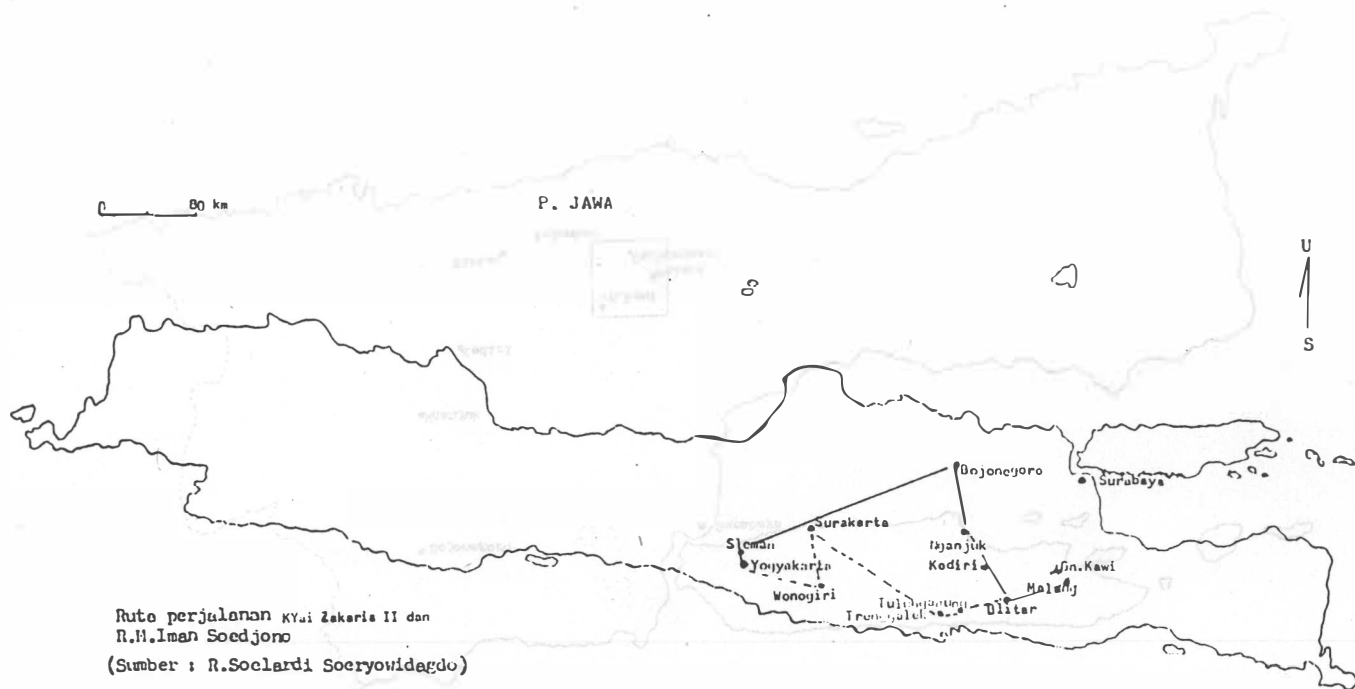 0 80 km
P. JAWA
U
S
Bojonegoro
Surabaya
Surakarta
Sleman
Nganjuk
Yogyakarta
Kediri
Gn. Kawi
Wonogiri
Malang
Tulungagung
Blitar
Trenggalek
Rute perjalanan KYai Zakaria II dan
R.M.Iman Soedjono
(Sumber : R.Soelardi Soeryowidagdo)